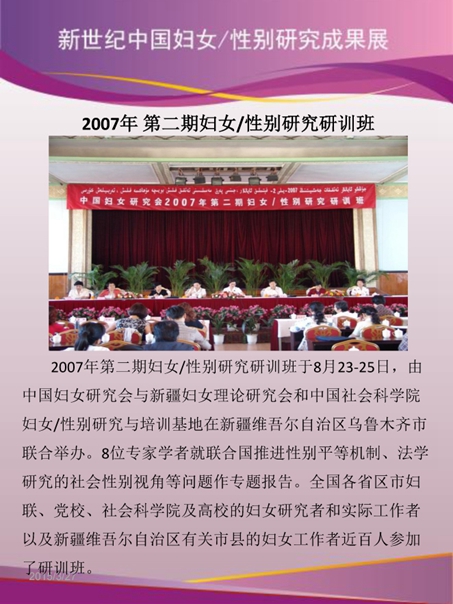 新世纪中国妇女/性别研究成果展
2007年 第二期妇女/性别研究研训班
中国妇女研究会2007年第二期妇女/性别研究研训班
2007年第二期妇女/性别研究研训班于8月23-25日，由
中国妇女研究会与新疆妇女理论研究会和中国社会科学院
妇女/性别研究与培训基地在新疆维吾尔自治区乌鲁木齐市
联合举办。8位专家学者就联合国推进性别平等机制、法学
研究的社会性别视角等问题作专题报告。全国各省区市妇
联、党校、社会科学院及高校的妇女研究者和实际工作者
以及新疆维吾尔自治区有关市县的妇女工作者近百人参加
了研训班。